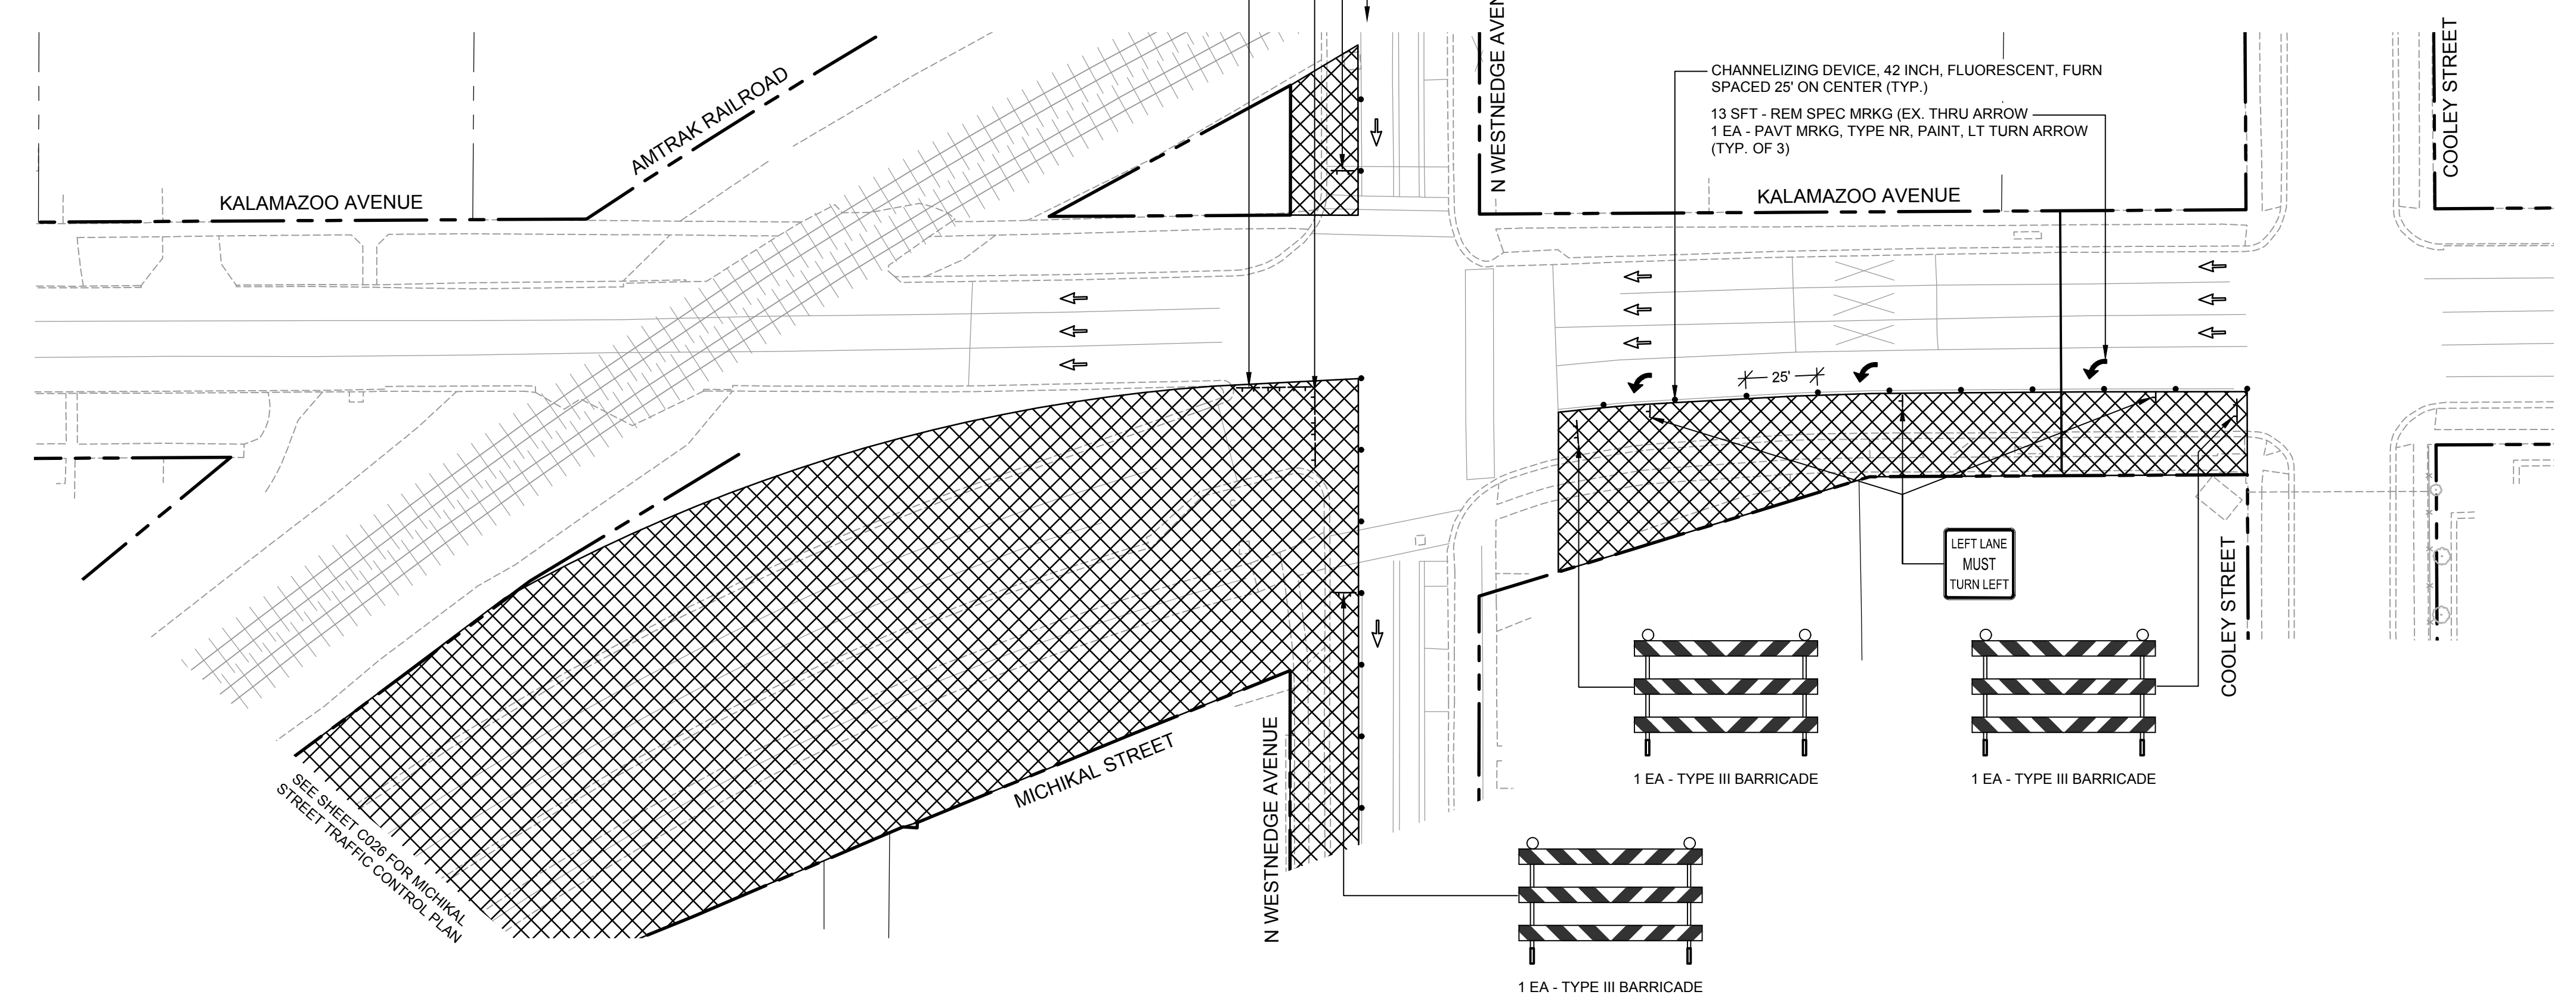 N WESTNEDGE AVEN
COOLEY STREET
CHANNELIZING DEVICE, 42 INCH, FLUORESCENT, FURN
SPACED 25' ON CENTER (TYP.)
13 SFT - REM SPEC MRKG (EX. THRU ARROW
1 EA - PAVT MRKG, TYPE NR, PAINT, LT TURN ARROW
(TYP. OF 3)
AMTRAK RAILROAD
KALAMAZOO AVENUE
KALAMAZOO AVENUE
25'
LEFT LANE
MUST
TURN LEFT
COOLEY STREET
N WESTNEDGE AVENUE
MICHIKAL STREET
SEE SHEET C026 FOR MICHIKAL
STREET TRAFFIC CONTROL PLAN
1 EA - TYPE III BARRICADE
1 EA - TYPE III BARRICADE
1 EA - TYPE III BARRICADE